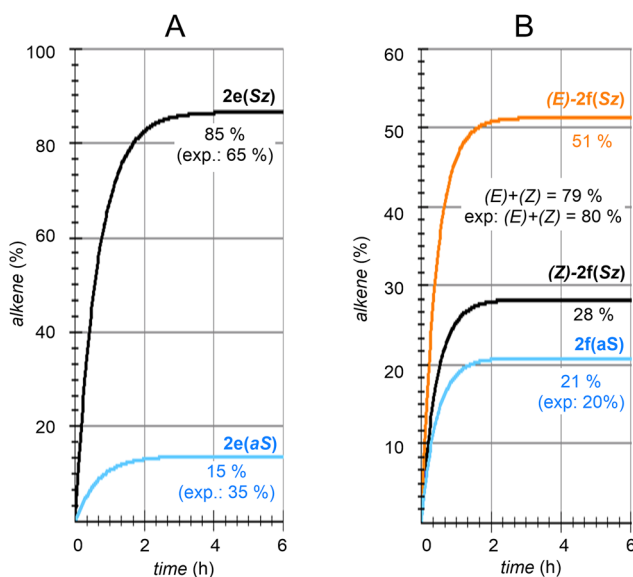 A
100
80
60
40
20
alkene (%)
2e(Sz)
85 %
(exp.: 65 %)
2e(aS)
15 %
(exp.: 35 %)
0
2
4
6
time (h)
B
60
50
40
30
20
10
alkene (%)
(E)-2f(Sz)
51 %
(E)+(Z) = 79 %
exp: (E)+(Z) = 80 %
(Z)-2f(Sz)
28 %
2f(aS)
21 %
(exp: 20%)
0
2
4
6
time (h)